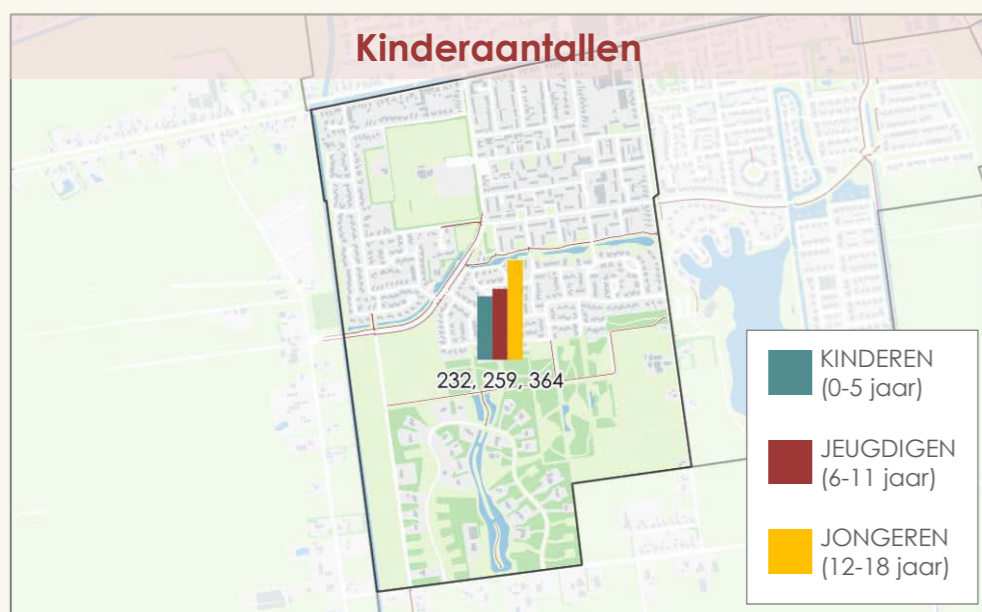 Kinderaantallen
232, 259, 364
KINDEREN
(0-5 jaar)
JEUGDIGEN
(6-11 jaar)
JONGEREN
(12-18 jaar)